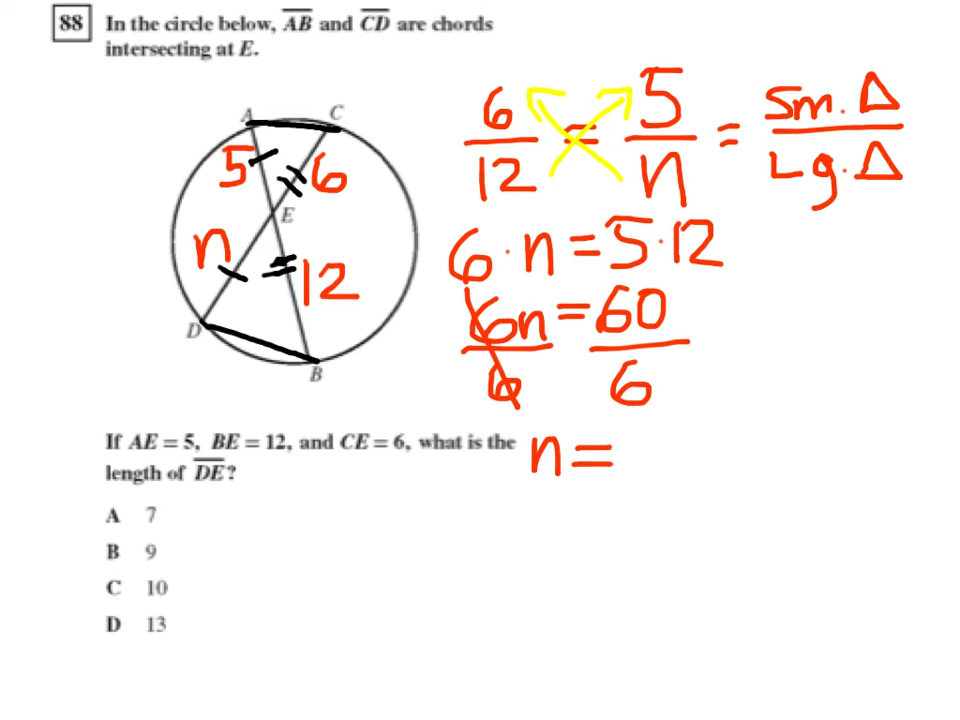 88 In the circle below, AB and CD are chords
intersecting at E.
A C
5 6
E
n
12
D
B
6/12 = 5/n = sm. Δ/Lg. Δ
6 · n = 5 · 12
6n/6 = 60/6
n =
If AE = 5, BE = 12, and CE = 6, what is the
length of DE?
A 7
B 9
C 10
D 13